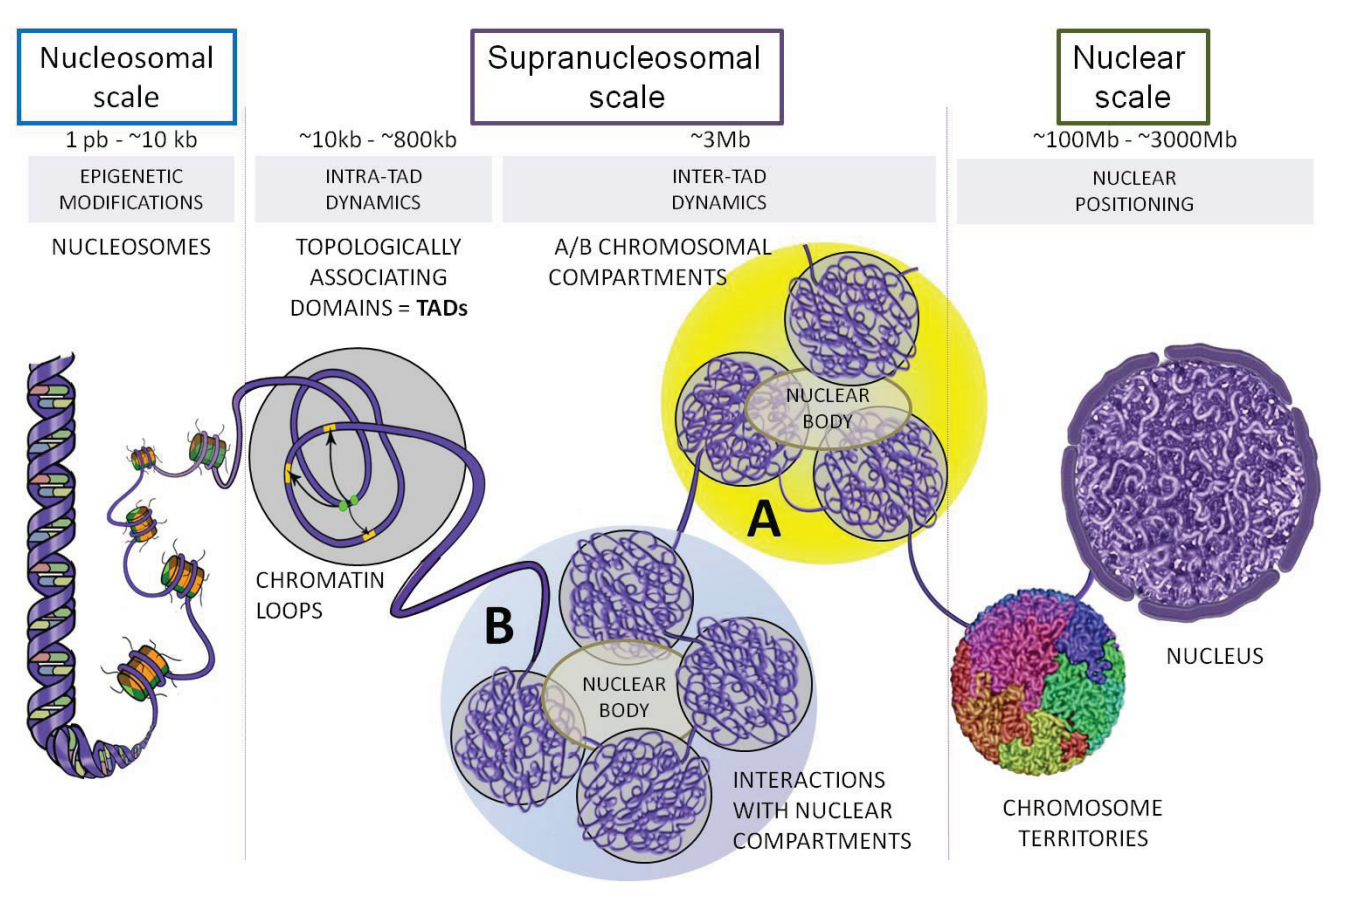 Nucleosomal
scale
Supranucleosomal
scale
Nuclear
scale
1 pb - ~10 kb
~10kb - ~800kb
~3Mb
~100Mb - ~3000Mb
EPIGENETIC
MODIFICATIONS
INTRA-TAD
DYNAMICS
INTER-TAD
DYNAMICS
NUCLEAR
POSITIONING
NUCLEOSOMES
TOPOLOGICALLY
ASSOCIATING
DOMAINS = TADs
A/B CHROMOSOMAL
COMPARTMENTS
NUCLEAR
BODY
A
CHROMATIN
LOOPS
B
NUCLEAR
BODY
INTERACTIONS
WITH NUCLEAR
COMPARTMENTS
NUCLEUS
CHROMOSOME
TERRITORIES